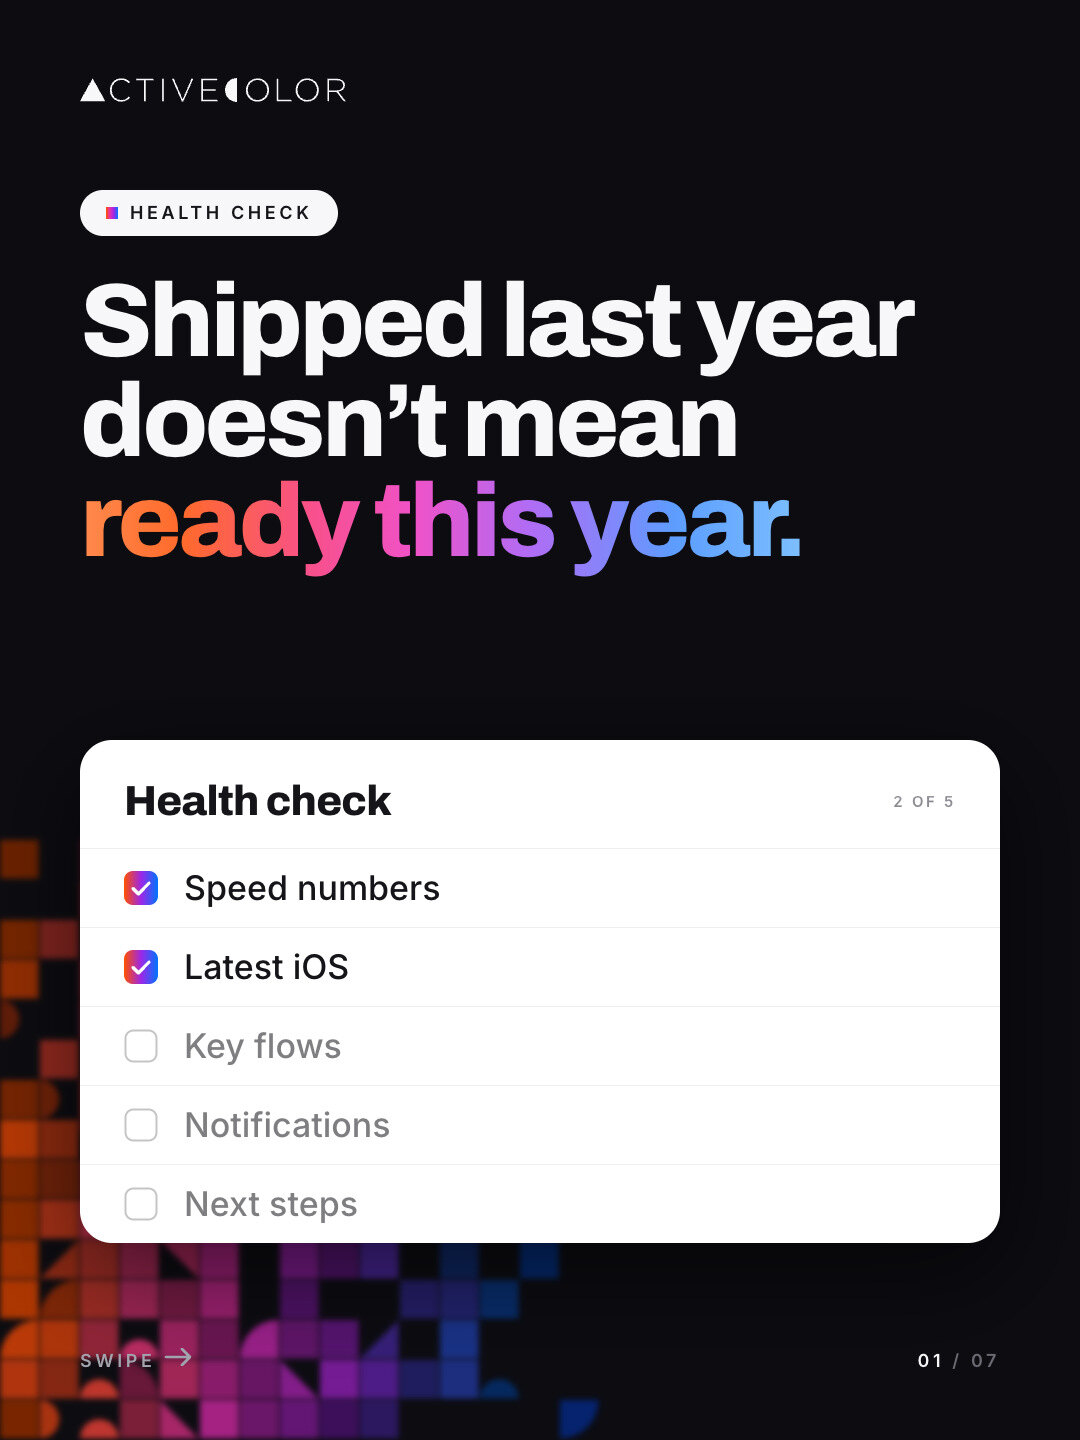 ACTIVECOLOR
HEALTH CHECK
Shipped last year
doesn’t mean
ready this year.
Health check
2 OF 5
Speed numbers
Latest iOS
Key flows
Notifications
Next steps
SWIPE →
01 / 07